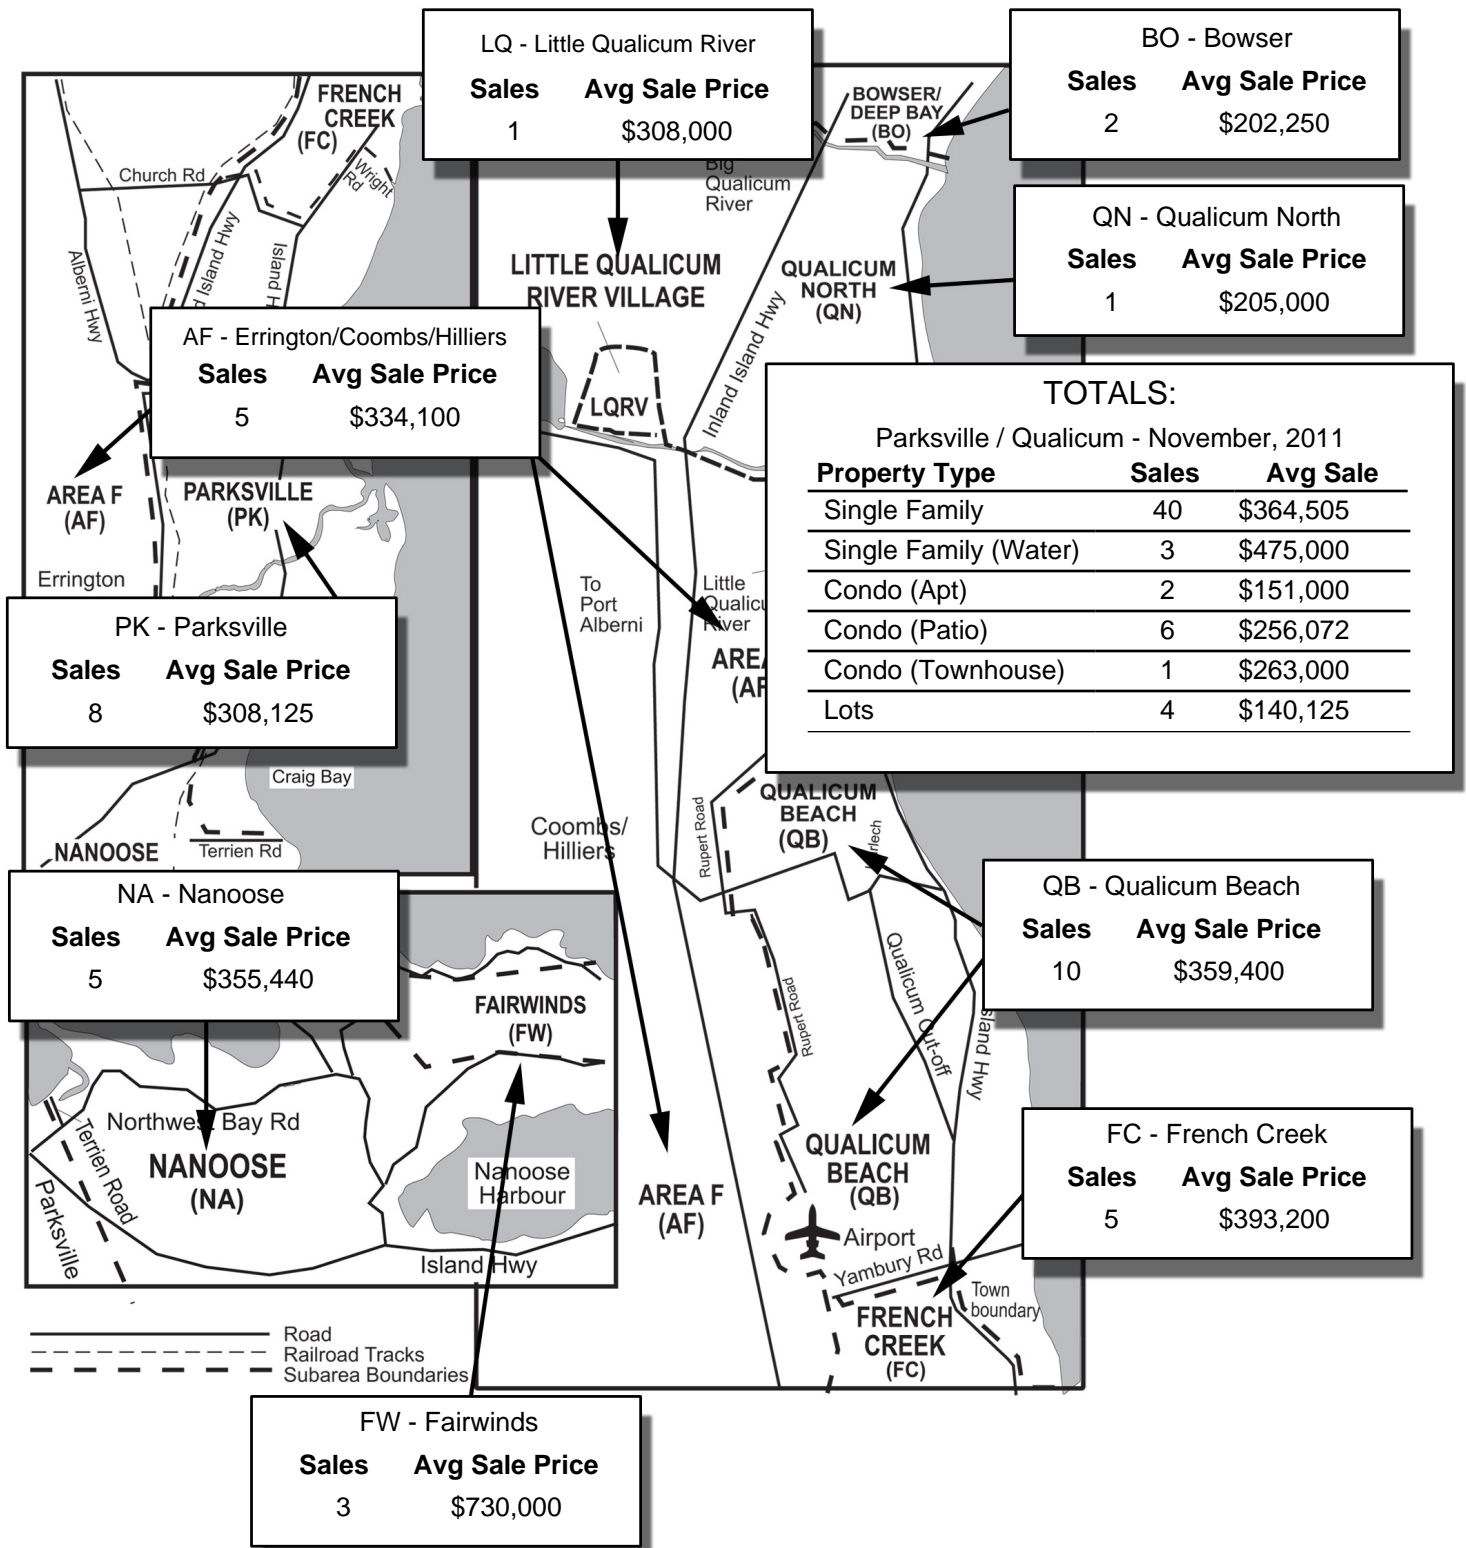 LQ - Little Qualicum River
Sales Avg Sale Price
1 $308,000
BO - Bowser
Sales Avg Sale Price
2 $202,250
FRENCH
CREEK
(FC)
BOWSER/
DEEP BAY
(BO)
Church Rd
Wright
Rd
Big
Qualicum
River
QN - Qualicum North
Sales Avg Sale Price
1 $205,000
Alberni Hwy
d Island Hwy
Island H
LITTLE QUALICUM
RIVER VILLAGE
QUALICUM
NORTH
(QN)
Inland Island Hwy
AF - Errington/Coombs/Hilliers
Sales Avg Sale Price
5 $334,100
LQRV
TOTALS:
Parksville / Qualicum - November, 2011
Property Type Sales Avg Sale
Single Family 40 $364,505
Single Family (Water) 3 $475,000
Condo (Apt) 2 $151,000
Condo (Patio) 6 $256,072
Condo (Townhouse) 1 $263,000
Lots 4 $140,125
AREA F
(AF)
PARKSVILLE
(PK)
Errington
To
Port
Alberni
Little
Qualicu
River
AREA
(AF
PK - Parksville
Sales Avg Sale Price
8 $308,125
Craig Bay
NANOOSE
Terrien Rd
Coombs/
Hilliers
Rupert Road
QUALICUM
BEACH
(QB)
rlech
NA - Nanoose
Sales Avg Sale Price
5 $355,440
QB - Qualicum Beach
Sales Avg Sale Price
10 $359,400
Qualicum Cut-off
Rupert Road
sland Hwy
FAIRWINDS
(FW)
Northwest Bay Rd
Terrien Road
Parksville
NANOOSE
(NA)
Nanoose
Harbour
Island Hwy
AREA F
(AF)
QUALICUM
BEACH
(QB)
FC - French Creek
Sales Avg Sale Price
5 $393,200
Airport
Yambury Rd
Town
boundary
FRENCH
CREEK
(FC)
Road
Railroad Tracks
Subarea Boundaries
FW - Fairwinds
Sales Avg Sale Price
3 $730,000